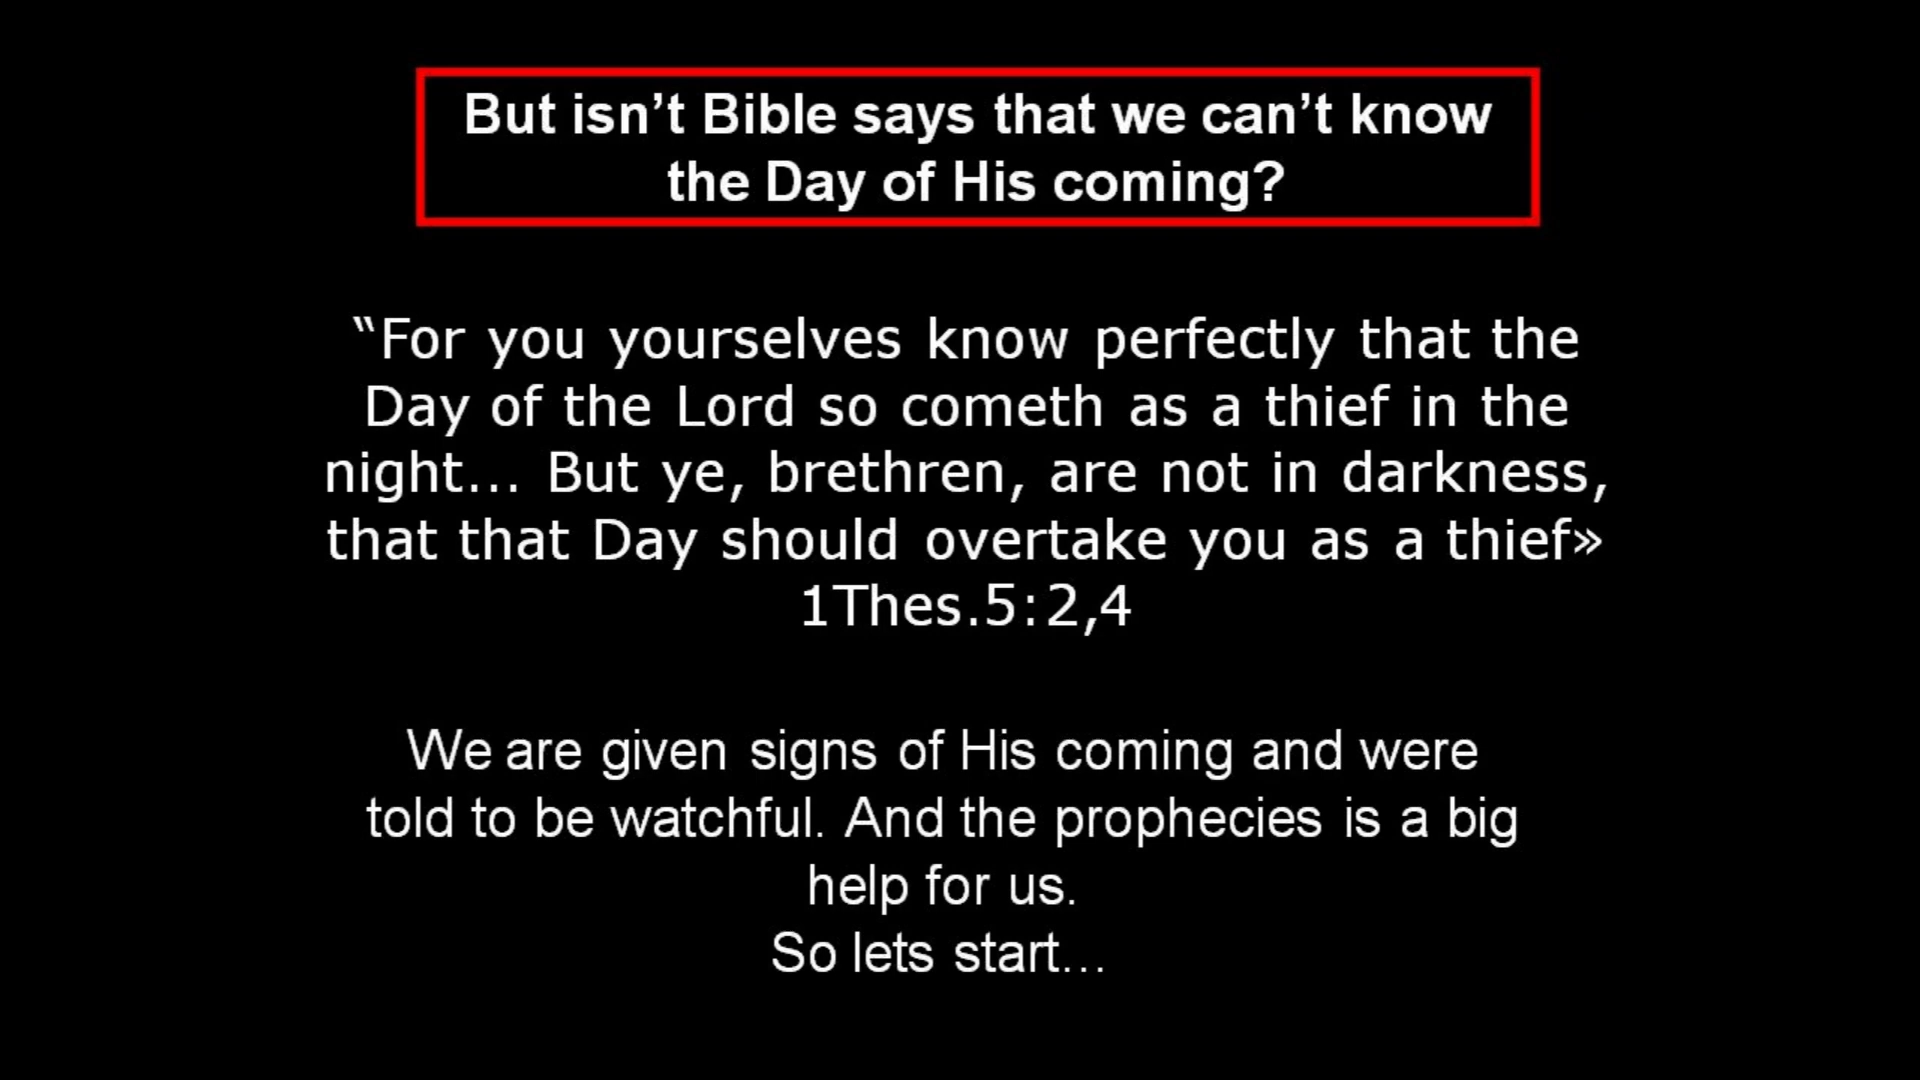 But isn’t Bible says that we can’t know
the Day of His coming?
“For you yourselves know perfectly that the
Day of the Lord so cometh as a thief in the
night… But ye, brethren, are not in darkness,
that that Day should overtake you as a thief»
1Thes.5:2,4
We are given signs of His coming and were
told to be watchful. And the prophecies is a big
help for us.
So lets start…